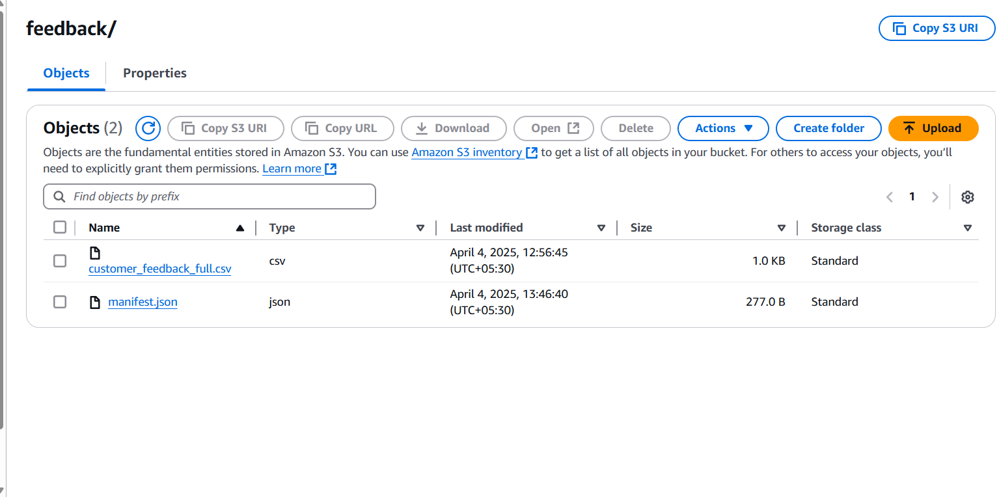 feedback/
Copy S3 URI
Objects
Properties
Objects (2)
Copy S3 URI
Copy URL
Download
Open
Delete
Actions
Create folder
Upload
Objects are the fundamental entities stored in Amazon S3. You can use Amazon S3 inventory to get a list of all objects in your bucket. For others to access your objects, you'll
need to explicitly grant them permissions. Learn more
Find objects by prefix
1
Name
Type
Last modified
Size
Storage class
customer_feedback_full.csv
csv
April 4, 2025, 12:56:45
(UTC+05:30)
1.0 KB
Standard
manifest.json
json
April 4, 2025, 13:46:40
(UTC+05:30)
277.0 B
Standard